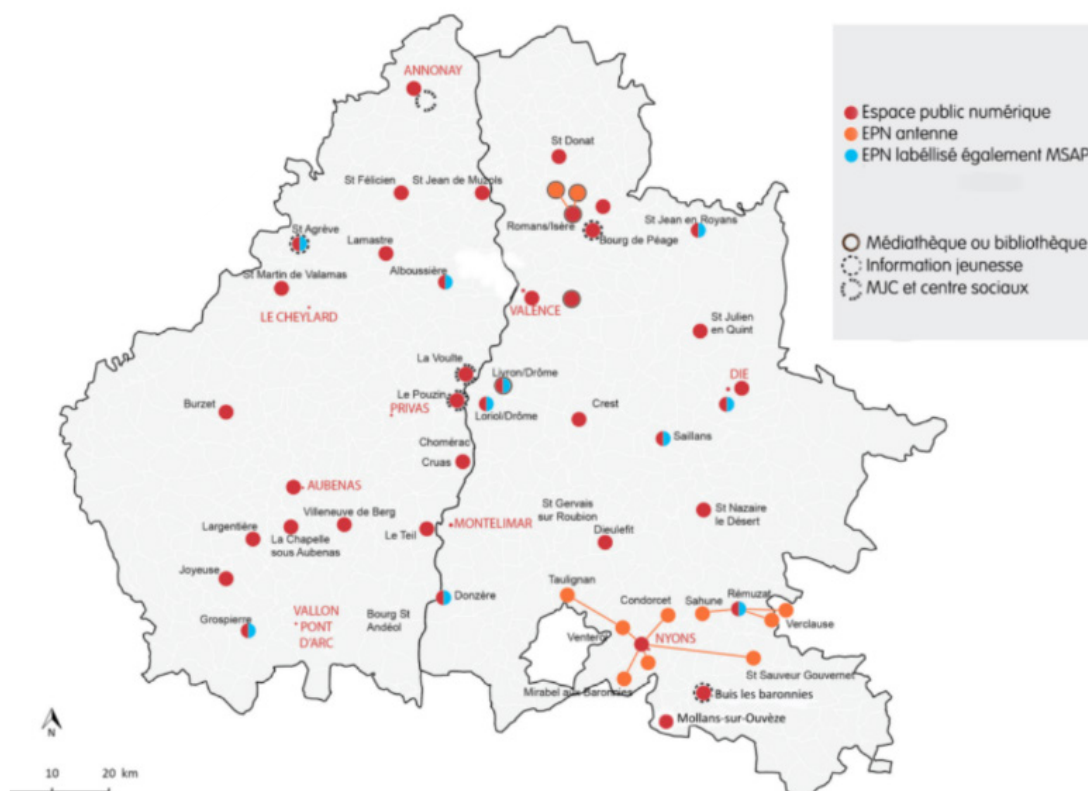 ANNONAY
St Donat
St Félicien
St Jean de Muzols
Romans/Isère
Bourg de Péage
St Jean en Royans
St Agrève
Lamastre
Alboussière
St Martin de Valamas
LE CHEYLARD
VALENCE
St Julien
en Quint
La Voulte
Livron/Drôme
DIE
Le Pouzin
Burzet
PRIVAS
Loriol/Drôme
Crest
Saillans
Chomérac
Cruas
AUBENAS
Villeneuve de Berg
Largentière
La Chapelle
sous Aubenas
Le Teil
MONTELIMAR
St Gervais
sur Roubion
Dieulefit
St Nazaire
le Désert
Joyeuse
Taulignan
Condorcet
Sahune
Rémuzat
Verclause
Donzère
Grospierre
VALLON
PONT
D'ARC
Bourg St
Andéol
Venterol
NYONS
St Sauveur Gouvernet
Mirabel aux Baronnies
Buis les baronnies
Mollans-sur-Ouvèze
N
10 20 km
Espace public numérique
EPN antenne
EPN labéllisé également MSAP
Médiathèque ou bibliothèque
Information jeunesse
MJC et centre sociaux